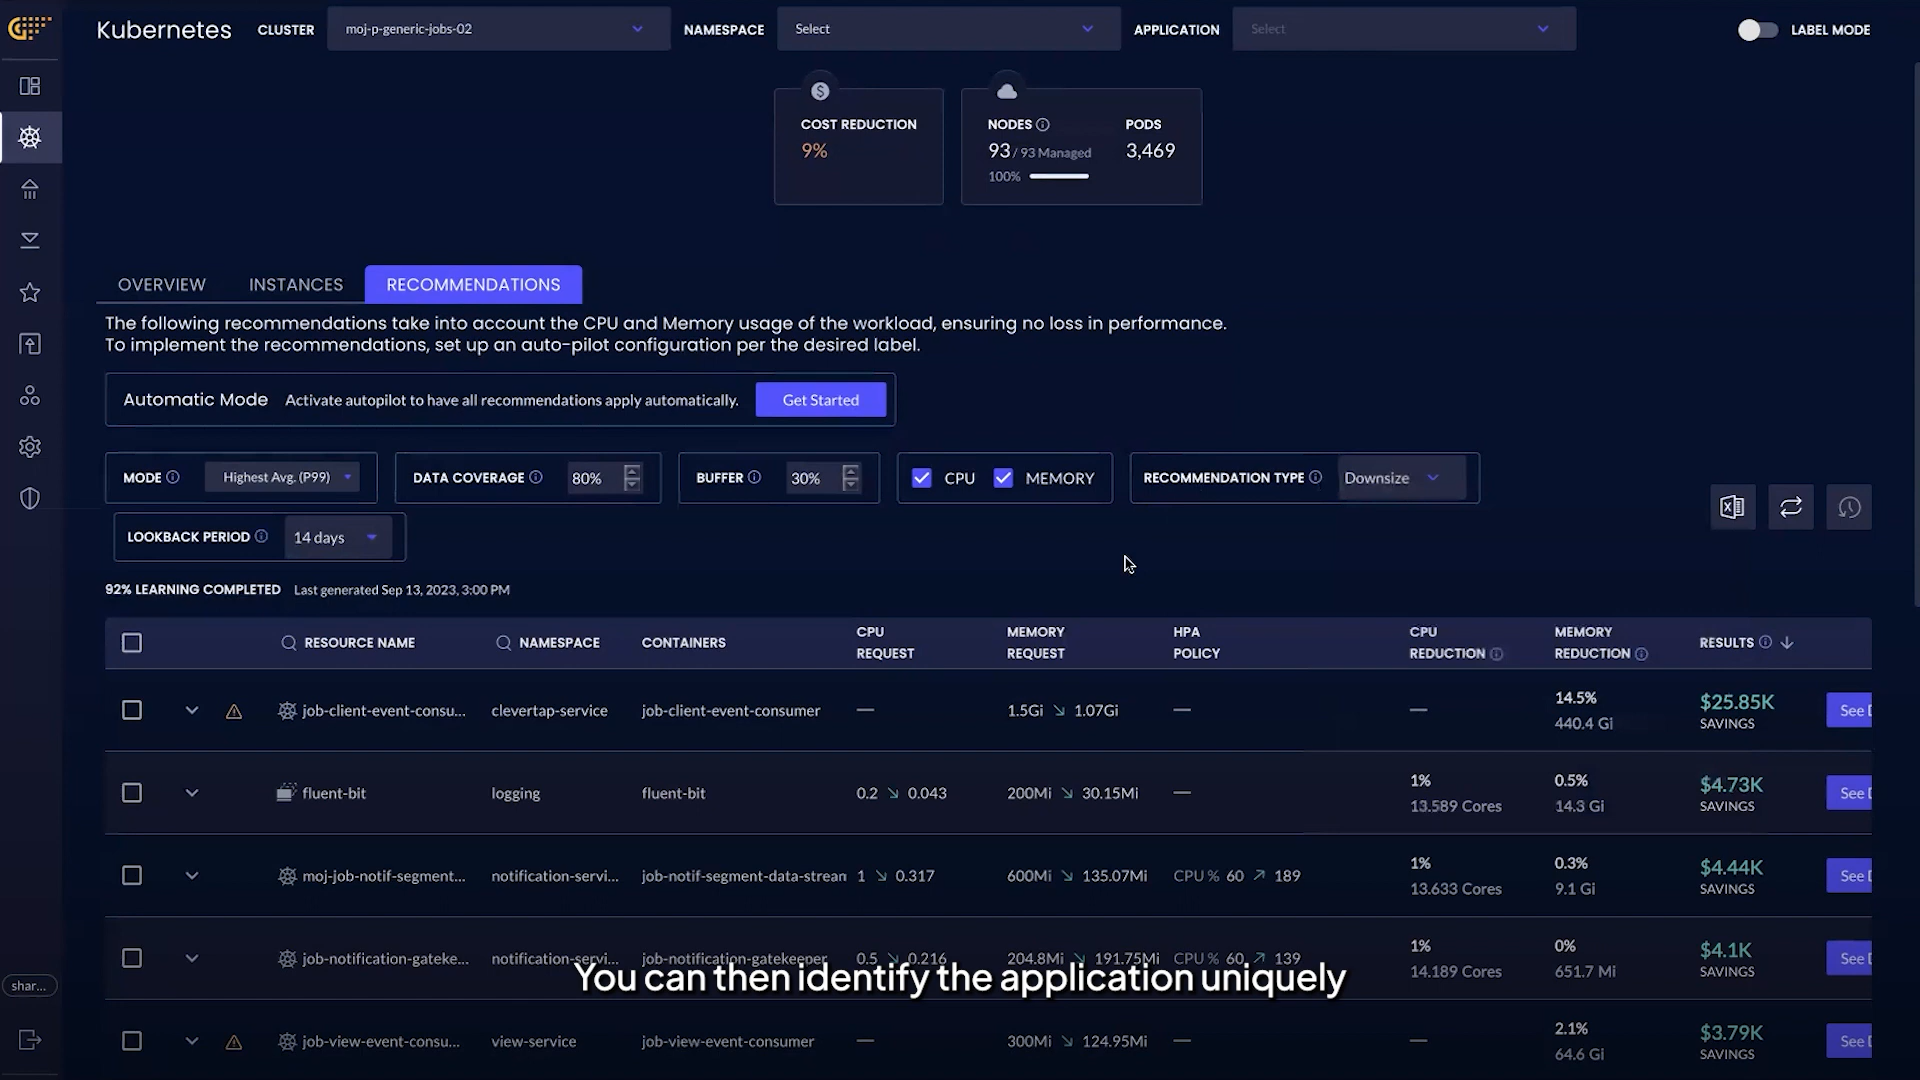 Kubernetes CLUSTER moj-p-generic-jobs-02 NAMESPACE Select APPLICATION Select LABEL MODE
COST REDUCTION
9%
NODES PODS
93 / 93 Managed 3,469
100%
OVERVIEW INSTANCES RECOMMENDATIONS
The following recommendations take into account the CPU and Memory usage of the workload, ensuring no loss in performance.
To implement the recommendations, set up an auto-pilot configuration per the desired label.
Automatic Mode Activate autopilot to have all recommendations apply automatically. Get Started
MODE Highest Avg. (P99) DATA COVERAGE 80% BUFFER 30% CPU MEMORY RECOMMENDATION TYPE Downsize
LOOKBACK PERIOD 14 days
92% LEARNING COMPLETED Last generated Sep 13, 2023, 3:00 PM
RESOURCE NAME NAMESPACE CONTAINERS CPU REQUEST MEMORY REQUEST HPA POLICY CPU REDUCTION MEMORY REDUCTION RESULTS
job-client-event-consu... clevertap-service job-client-event-consumer — 1.5Gi ↘ 1.07Gi — — 14.5% 440.4 Gi $25.85K SAVINGS See
fluent-bit logging fluent-bit 0.2 ↘ 0.043 200Mi ↘ 30.15Mi — 1% 13.589 Cores 0.5% 14.3 Gi $4.73K SAVINGS See
moj-job-notif-segment... notification-servi... job-notif-segment-data-stream 1 ↘ 0.317 600Mi ↘ 135.07Mi CPU % 60 ↗ 189 1% 13.633 Cores 0.3% 9.1 Gi $4.44K SAVINGS See
job-notification-gateke... notification-servi... job-notification-gatekeeper 0.5 ↘ 0.216 204.8Mi ↘ 191.75Mi CPU % 60 ↗ 139 1% 14.189 Cores 0% 651.7 Mi $4.1K SAVINGS See
You can then identify the application uniquely
job-view-event-consu... view-service job-view-event-consumer — 300Mi ↘ 124.95Mi — — 2.1% 64.6 Gi $3.79K SAVINGS See
shar...